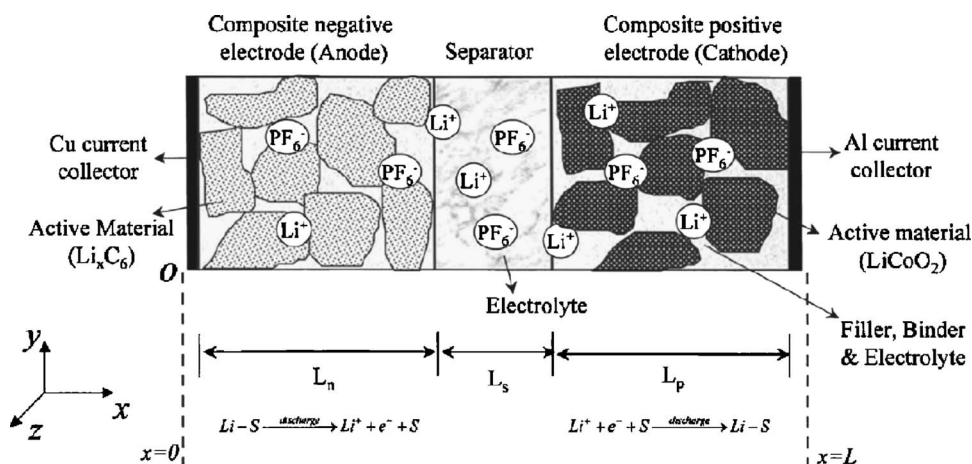 Composite negative
electrode (Anode)
Separator
Composite positive
electrode (Cathode)
Cu current
collector
Active Material
(LiₓC₆)
Li⁺
PF₆⁻
PF₆⁻
Li⁺
PF₆⁻
Li⁺
Li⁺
PF₆⁻
Li⁺
Li⁺
PF₆⁻
PF₆⁻
Li⁺
Al current
collector
Active material
(LiCoO₂)
O
Electrolyte
Filler, Binder
& Electrolyte
y
x
z
Lₙ
Lₛ
Lₚ
Li – S discharge Li⁺ + e⁻ + S
Li⁺ + e⁻ + S discharge Li – S
x=0
x=L